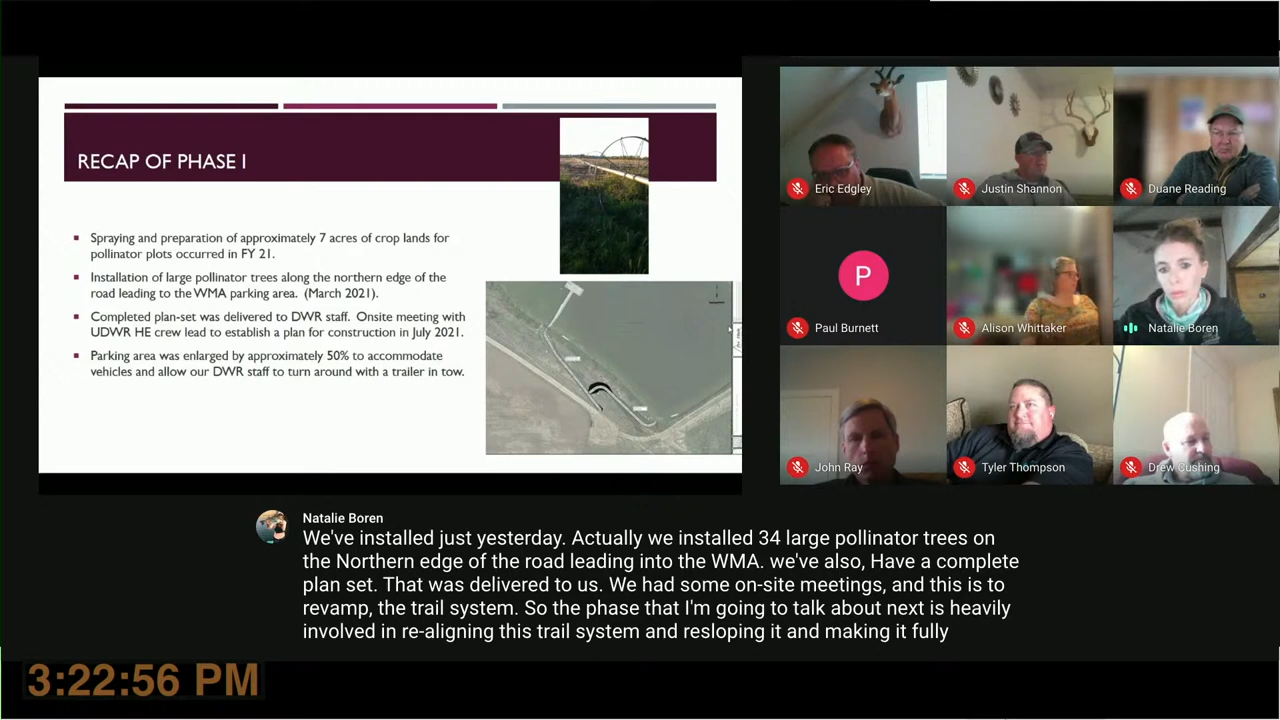 RECAP OF PHASE I
Spraying and preparation of approximately 7 acres of crop lands for
pollinator plots occurred in FY 21.
Installation of large pollinator trees along the northern edge of the
road leading to the WMA parking area. (March 2021).
Completed plan-set was delivered to DWR staff. Onsite meeting with
UDWR HE crew lead to establish a plan for construction in July 2021.
Parking area was enlarged by approximately 50% to accommodate
vehicles and allow our DWR staff to turn around with a trailer in tow.
Eric Edgley
Justin Shannon
Duane Reading
P
Paul Burnett
Alison Whittaker
Natalie Boren
John Ray
Tyler Thompson
Drew Cushing
Natalie Boren
We've installed just yesterday. Actually we installed 34 large pollinator trees on
the Northern edge of the road leading into the WMA. we've also, Have a complete
plan set. That was delivered to us. We had some on-site meetings, and this is to
revamp, the trail system. So the phase that I'm going to talk about next is heavily
involved in re-aligning this trail system and resloping it and making it fully
3:22:56 PM